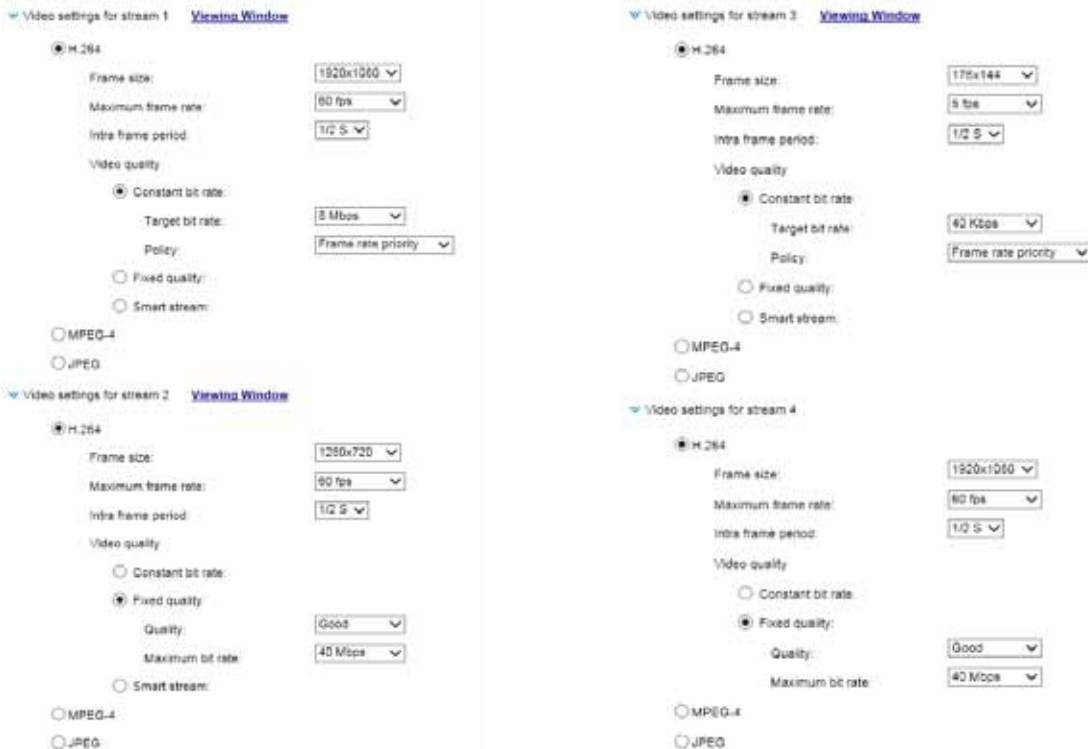 Video settings for stream 1 Viewing Window
H.264
Frame size: 1920x1080
Maximum frame rate: 60 fps
Intra frame period: 1/2 S
Video quality
Constant bit rate:
Target bit rate: 8 Mbps
Policy: Frame rate priority
Fixed quality:
Smart stream:
MPEG-4
JPEG
Video settings for stream 2 Viewing Window
H.264
Frame size: 1280x720
Maximum frame rate: 60 fps
Intra frame period: 1/2 S
Video quality
Constant bit rate:
Fixed quality:
Quality: Good
Maximum bit rate: 40 Mbps
Smart stream:
MPEG-4
JPEG
Video settings for stream 3 Viewing Window
H.264
Frame size: 176x144
Maximum frame rate: 5 fps
Intra frame period: 1/2 S
Video quality
Constant bit rate:
Target bit rate: 40 Kbps
Policy: Frame rate priority
Fixed quality:
Smart stream:
MPEG-4
JPEG
Video settings for stream 4
H.264
Frame size: 1920x1080
Maximum frame rate: 60 fps
Intra frame period: 1/2 S
Video quality
Constant bit rate:
Fixed quality:
Quality: Good
Maximum bit rate: 40 Mbps
MPEG-4
JPEG